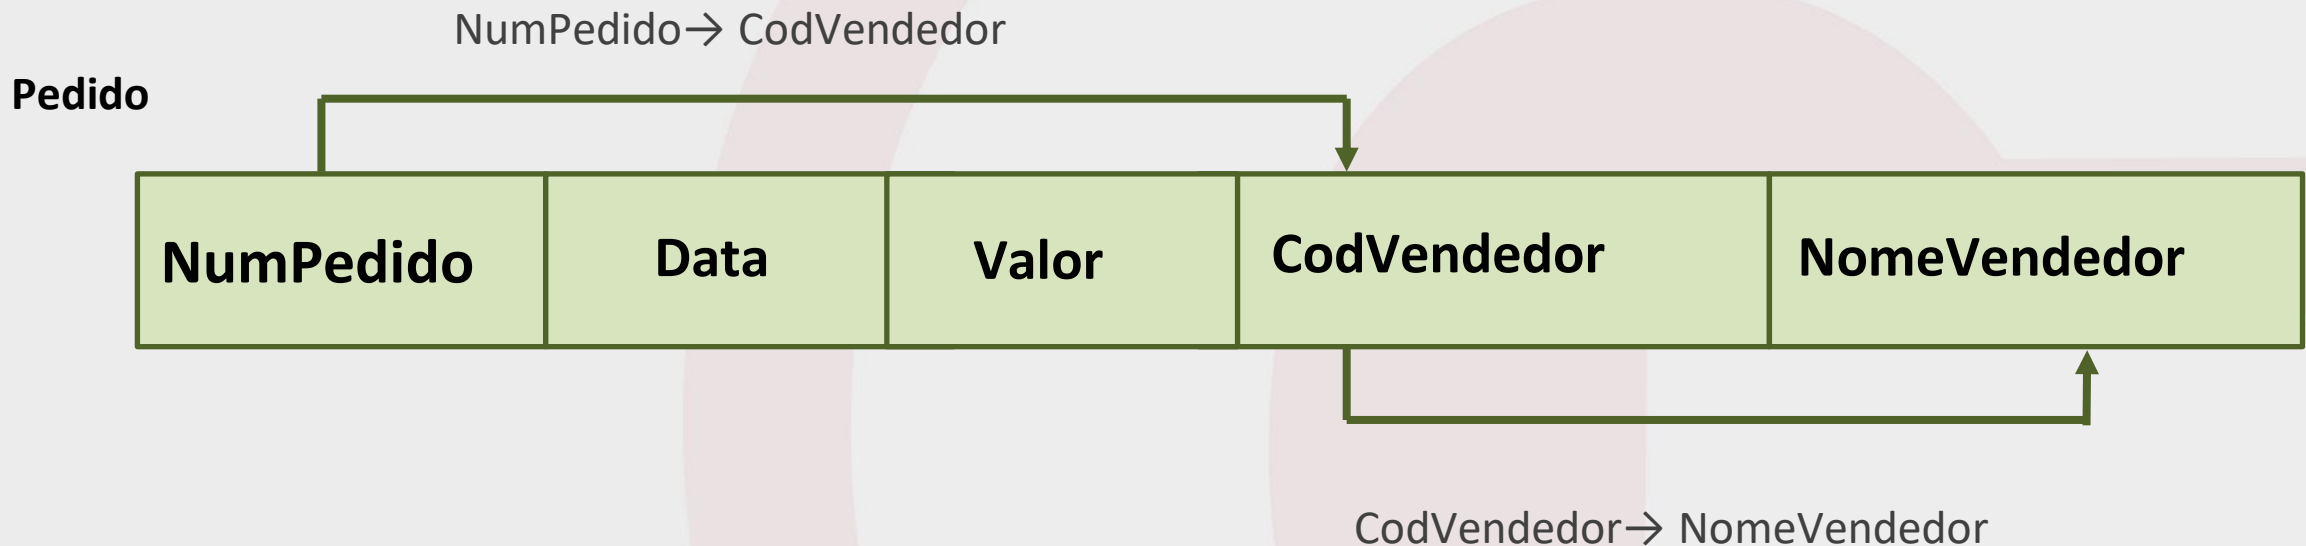 NumPedido→ CodVendedor
Pedido
NumPedido Data Valor CodVendedor NomeVendedor
CodVendedor→ NomeVendedor